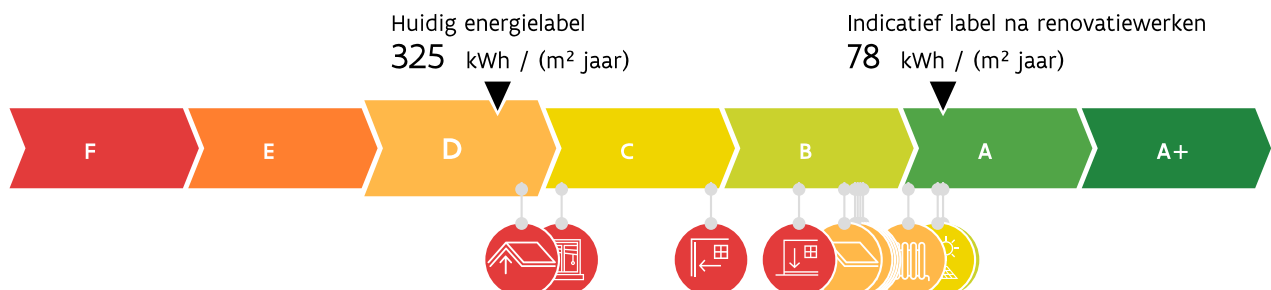 Huidig energielabel
325 kWh / (m² jaar)
Indicatief label na renovatiewerken
78 kWh / (m² jaar)
F
E
D
C
B
A
A+